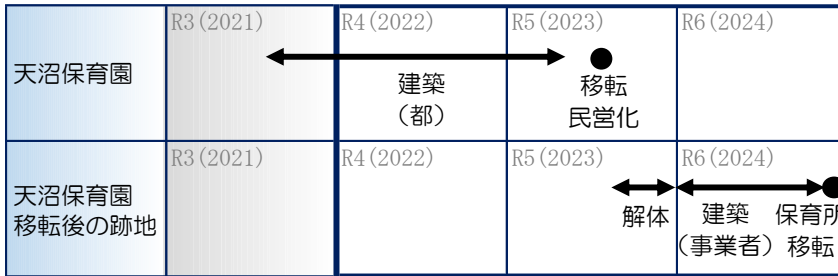 R3(2021)
R4(2022)
R5(2023)
R6(2024)
天沼保育園
建築
（都）
移転
民営化
R3(2021)
R4(2022)
R5(2023)
R6(2024)
天沼保育園
移転後の跡地
解体
建築
（事業者）
保育所
移転